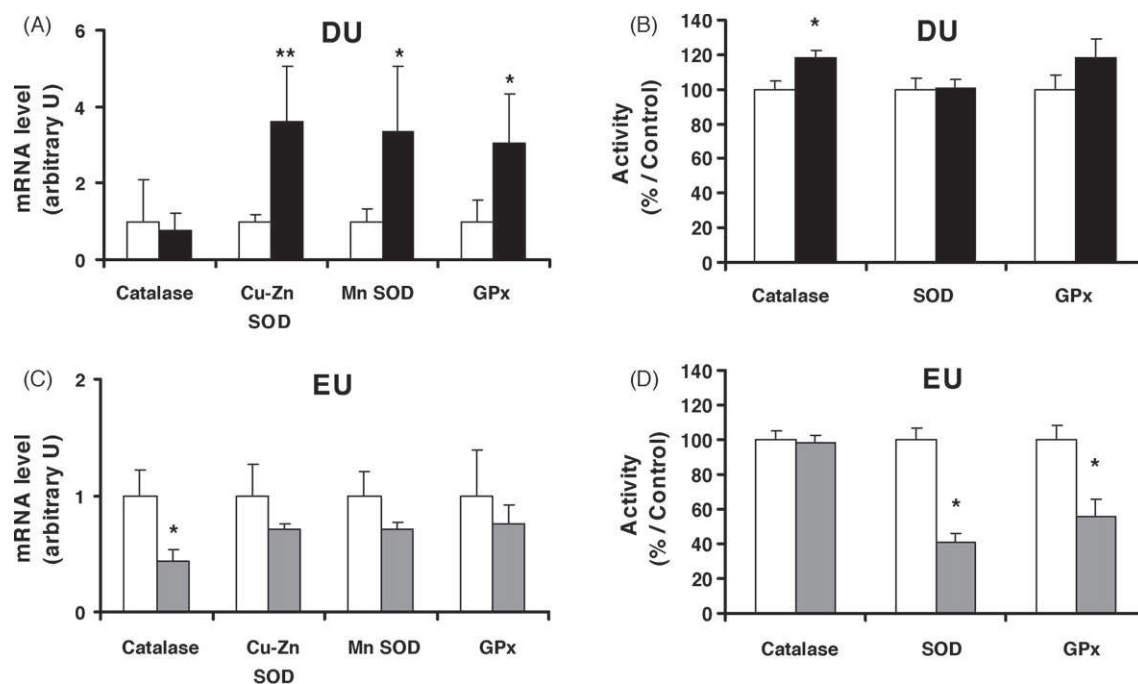 (A)
DU
mRNA level
(arbitrary U)
6
4
2
0
**
*
*
Catalase
Cu-Zn
SOD
Mn SOD
GPx
(B)
DU
Activity
(% / Control)
140
120
100
80
60
40
20
0
*
Catalase
SOD
GPx
(C)
EU
mRNA level
(arbitrary U)
2
1
0
*
Catalase
Cu-Zn
SOD
Mn SOD
GPx
(D)
EU
Activity
(% / Control)
140
120
100
80
60
40
20
0
*
*
Catalase
SOD
GPx